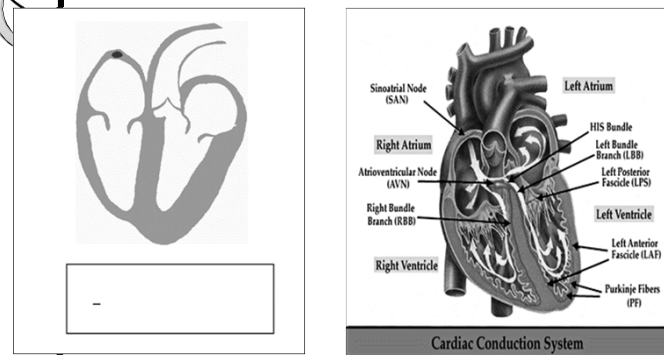 Sinoatrial Node
(SAN)
Left Atrium
HIS Bundle
Right Atrium
Left Bundle
Branch (LBB)
Atrioventricular Node
(AVN)
Left Posterior
Fascicle (LPS)
Right Bundle
Branch (RBB)
Left Ventricle
Left Anterior
Fascicle (LAF)
Right Ventricle
Purkinje Fibers
(PF)
Cardiac Conduction System